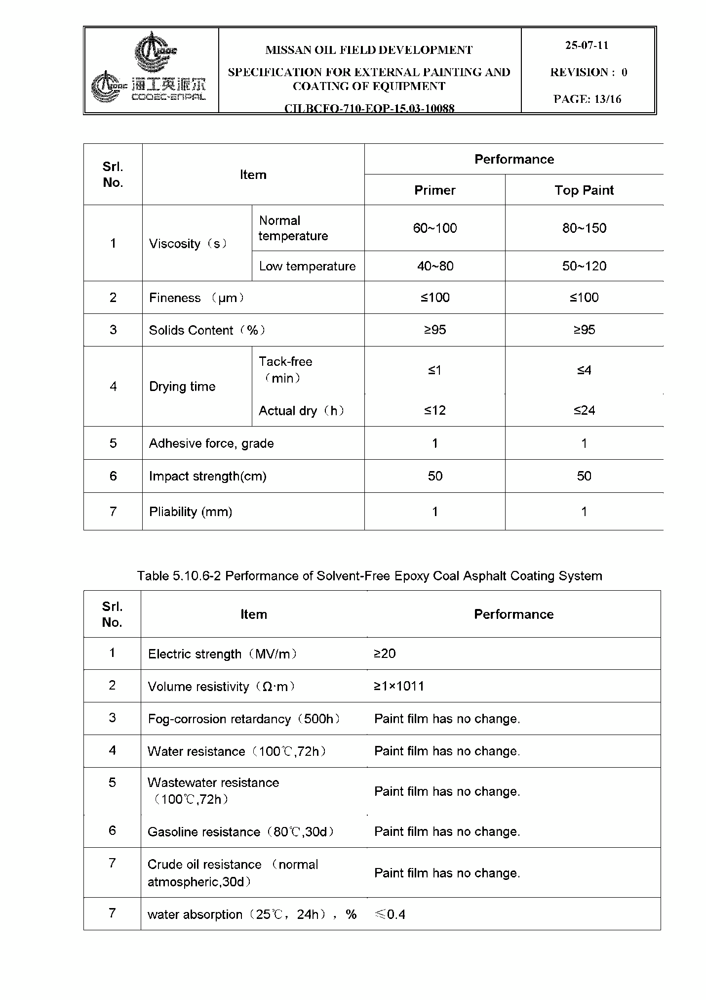 MISSAN OIL FIELD DEVELOPMENT
SPECIFICATION FOR EXTERNAL PAINTING AND
COATING OF EQUIPMENT
CILBCFO-710-EOP-15.03-10088
25-07-11
REVISION : 0
PAGE: 13/16
海工英派尔
COOEC-ENPAL
Srl.
No.
Item
Performance
Primer
Top Paint
1
Viscosity（s）
Normal
temperature
60~100
80~150
Low temperature
40~80
50~120
2
Fineness （µm）
≤100
≤100
3
Solids Content（%）
≥95
≥95
4
Drying time
Tack-free
（min）
≤1
≤4
Actual dry（h）
≤12
≤24
5
Adhesive force, grade
1
1
6
Impact strength(cm)
50
50
7
Pliability (mm)
1
1
Table 5.10.6-2 Performance of Solvent-Free Epoxy Coal Asphalt Coating System
Srl.
No.
Item
Performance
1
Electric strength（MV/m）
≥20
2
Volume resistivity（Ω·m）
≥1×1011
3
Fog-corrosion retardancy（500h）
Paint film has no change.
4
Water resistance（100℃,72h）
Paint film has no change.
5
Wastewater resistance
（100℃,72h）
Paint film has no change.
6
Gasoline resistance（80℃,30d）
Paint film has no change.
7
Crude oil resistance （normal
atmospheric,30d）
Paint film has no change.
7
water absorption（25℃，24h），%
≤0.4